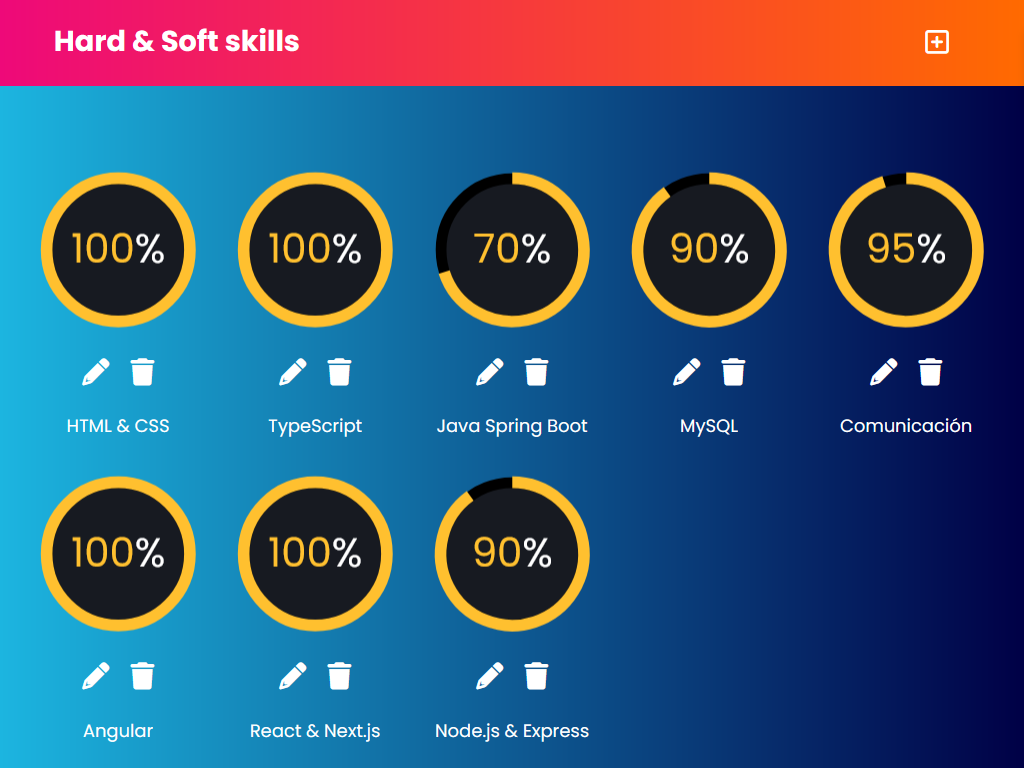 Hard & Soft skills
100%
100%
70%
90%
95%
HTML & CSS
TypeScript
Java Spring Boot
MySQL
Comunicación
100%
100%
90%
Angular
React & Next.js
Node.js & Express